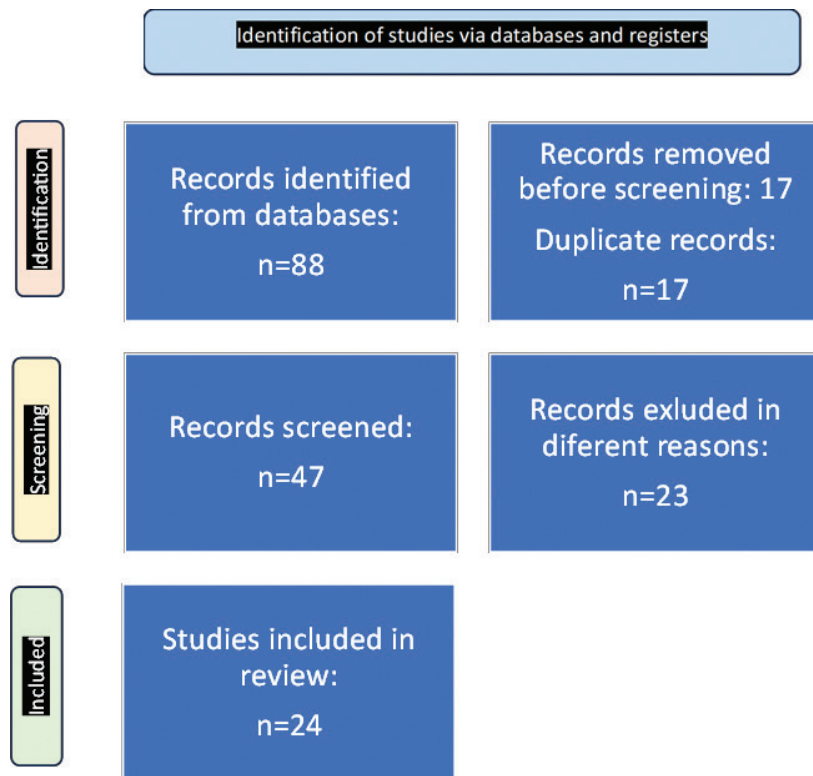 Identification of studies via databases and registers
Identification
Records identified
from databases:
n=88
Records removed
before screening: 17
Duplicate records:
n=17
Screening
Records screened:
n=47
Records exluded in
diferent reasons:
n=23
Included
Studies included in
review:
n=24